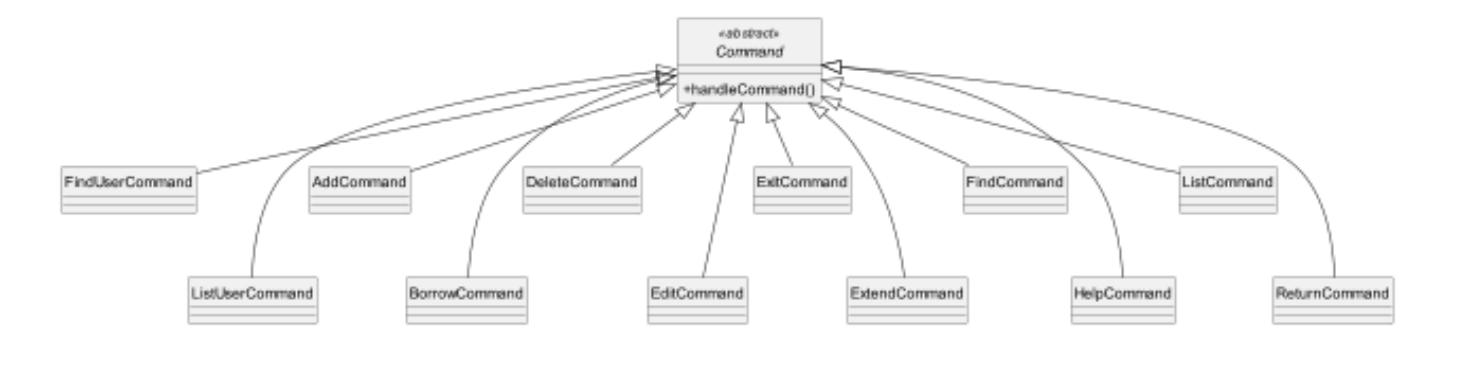 «abstract»
Command
+handleCommand()
FindUserCommand
AddCommand
DeleteCommand
ExitCommand
FindCommand
ListCommand
ListUserCommand
BorrowCommand
EditCommand
ExtendCommand
HelpCommand
ReturnCommand